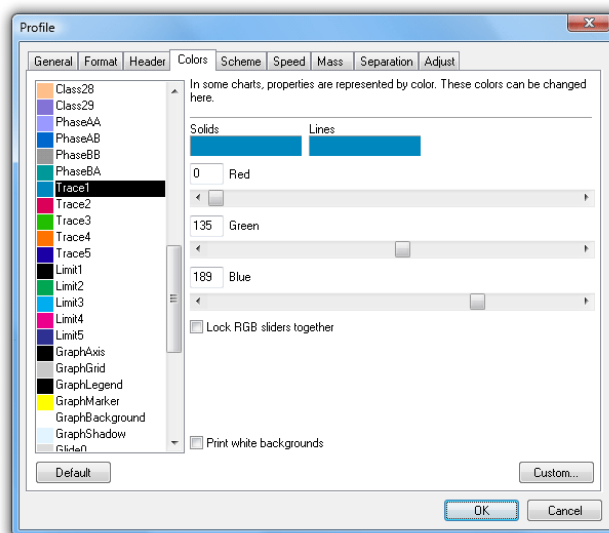 Profile
General Format Header Colors Scheme Speed Mass Separation Adjust
Class28
Class29
PhaseAA
PhaseAB
PhaseBB
PhaseBA
Trace1
Trace2
Trace3
Trace4
Trace5
Limit1
Limit2
Limit3
Limit4
Limit5
GraphAxis
GraphGrid
GraphLegend
GraphMarker
GraphBackground
GraphShadow
Glide0
In some charts, properties are represented by color. These colors can be changed
here.
Solids Lines
0 Red
135 Green
189 Blue
Lock RGB sliders together
Print white backgrounds
Default Custom...
OK Cancel